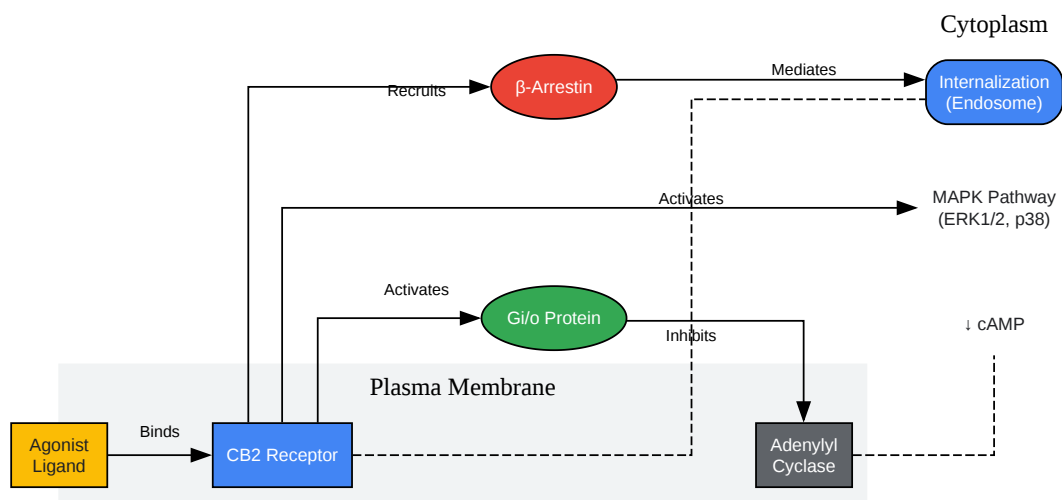 Cytoplasm
Recruits
β-Arrestin
Mediates
Internalization
(Endosome)
Activates
MAPK Pathway
(ERK1/2, p38)
Activates
Gi/o Protein
Inhibits
↓ cAMP
Plasma Membrane
Agonist
Ligand
Binds
CB2 Receptor
Adenylyl
Cyclase